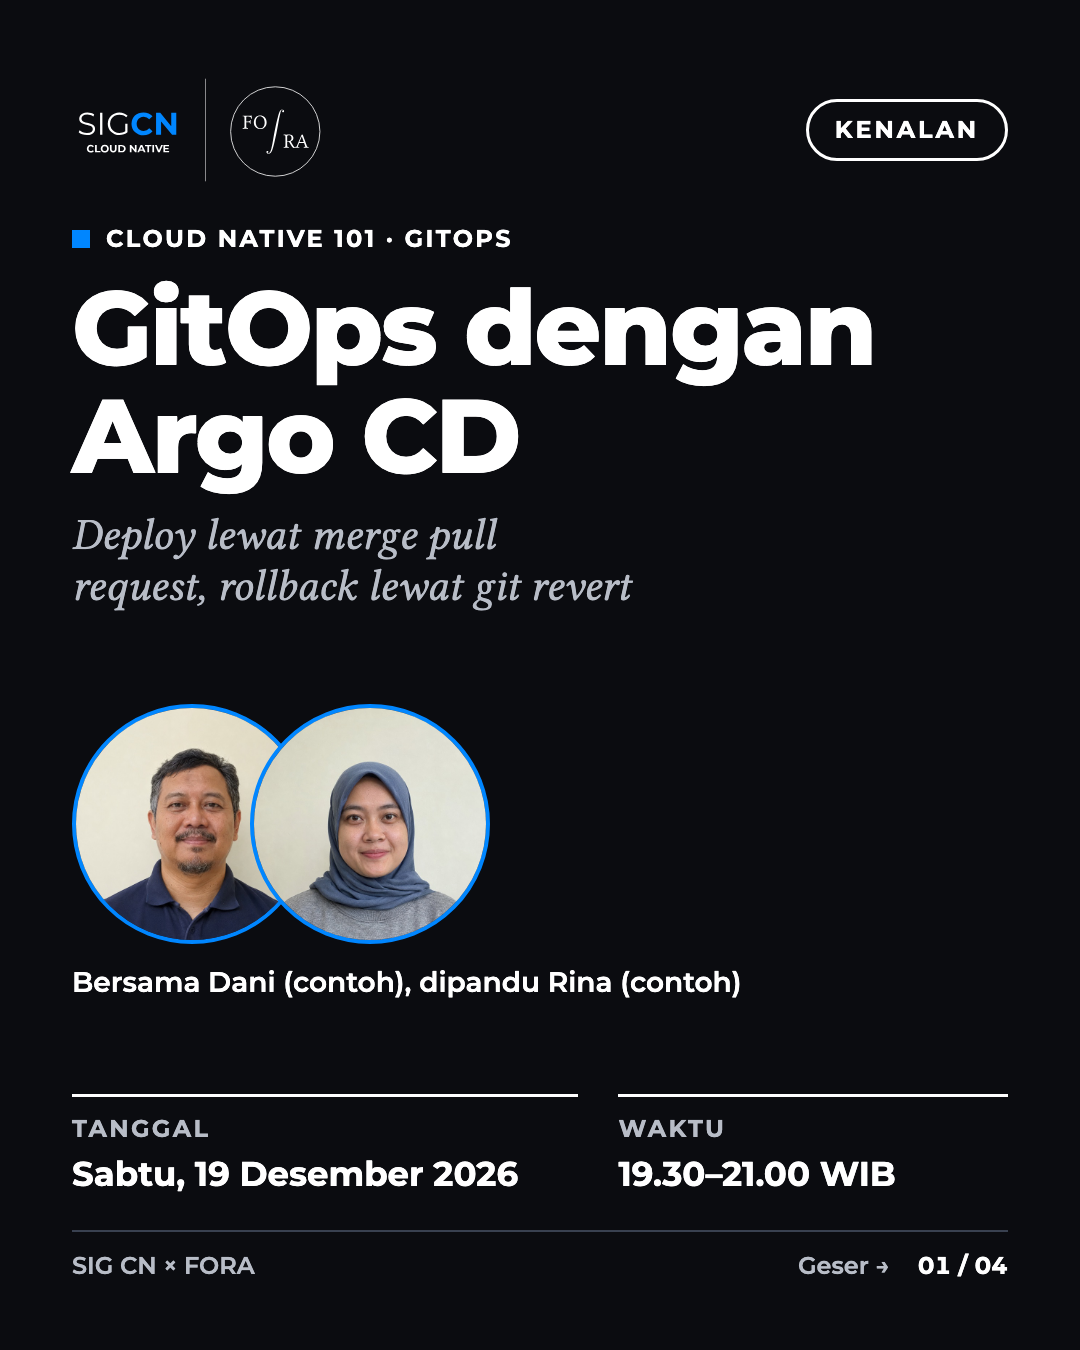 SIGCN
CLOUD NATIVE
FO RA
KENALAN
CLOUD NATIVE 101 · GITOPS
GitOps dengan
Argo CD
Deploy lewat merge pull
request, rollback lewat git revert
Bersama Dani (contoh), dipandu Rina (contoh)
TANGGAL
Sabtu, 19 Desember 2026
WAKTU
19.30–21.00 WIB
SIG CN × FORA
Geser → 01 / 04